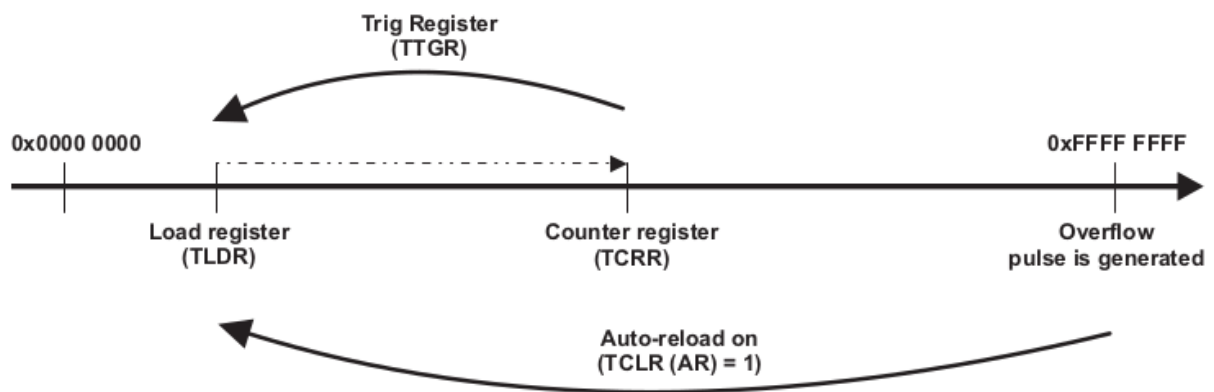 Trig Register
(TTGR)
0x0000 0000
0xFFFF FFFF
Load register
(TLDR)
Counter register
(TCRR)
Overflow
pulse is generated
Auto-reload on
(TCLR (AR) = 1)